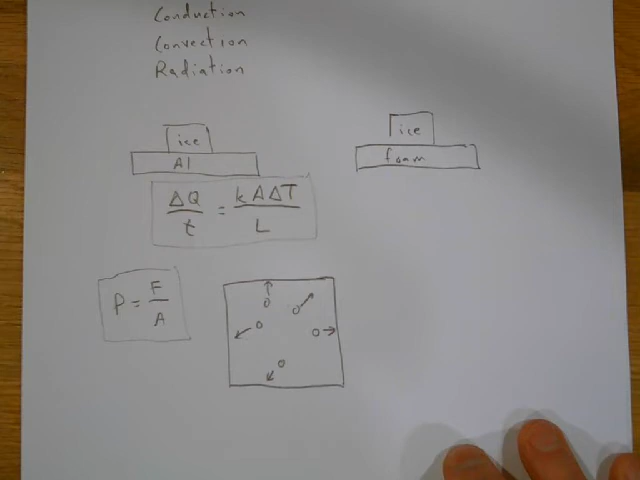 Conduction
Convection
Radiation
ice
Al
ice
foam
ΔQ/t = kAΔT/L
P = F/A